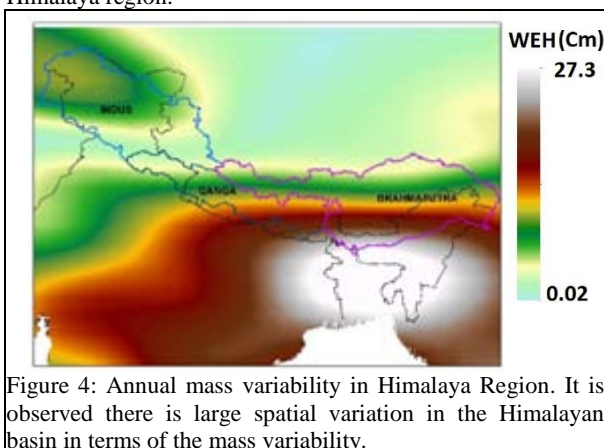 Himalaya region.
WEH (Cm)
27.3
INDUS
GANGA
BRAHMAPUTRA
0.02
Figure 4: Annual mass variability in Himalaya Region. It is
observed there is large spatial variation in the Himalayan
basin in terms of the mass variability.